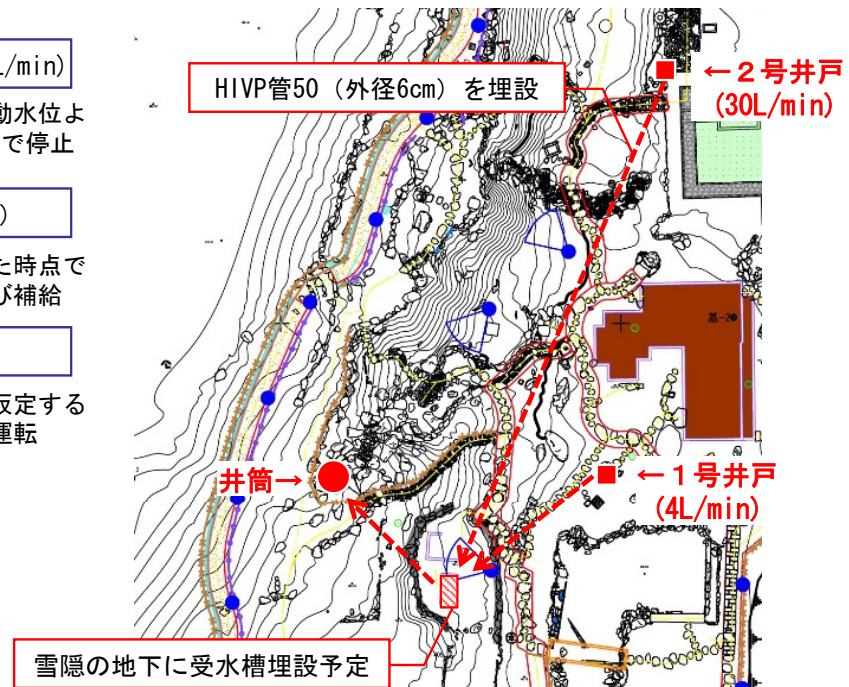 L/min)
動水位よ
で停止
)
た時点で
び補給
仮定する
運転
HIVP管50（外径6cm）を埋設
←２号井戸
(30L/min)
墓-2
井筒→
←１号井戸
(4L/min)
雪隠の地下に受水槽埋設予定